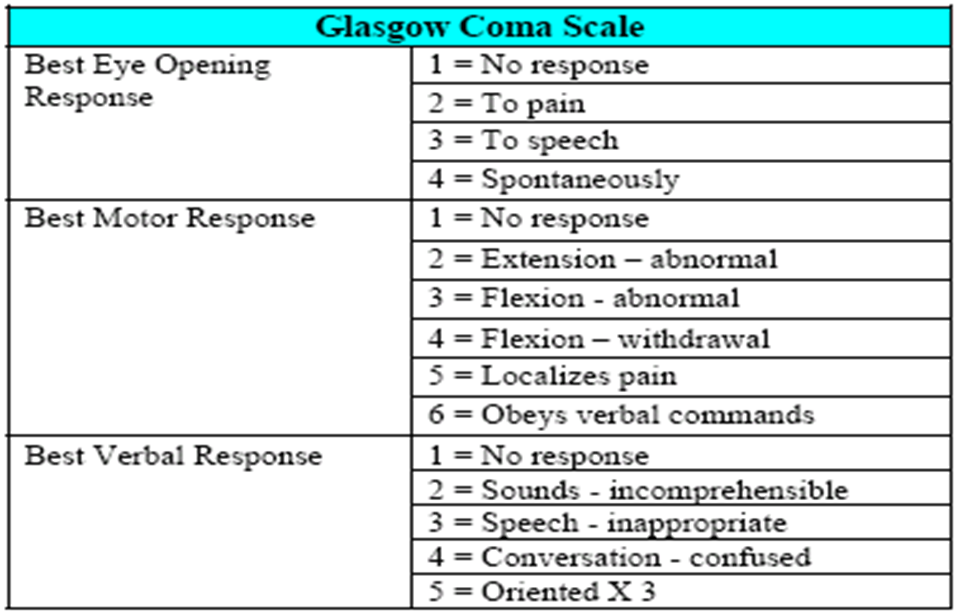 Glasgow Coma Scale
Best Eye Opening
Response
1 = No response
2 = To pain
3 = To speech
4 = Spontaneously
Best Motor Response
1 = No response
2 = Extension – abnormal
3 = Flexion - abnormal
4 = Flexion – withdrawal
5 = Localizes pain
6 = Obeys verbal commands
Best Verbal Response
1 = No response
2 = Sounds - incomprehensible
3 = Speech - inappropriate
4 = Conversation - confused
5 = Oriented X 3